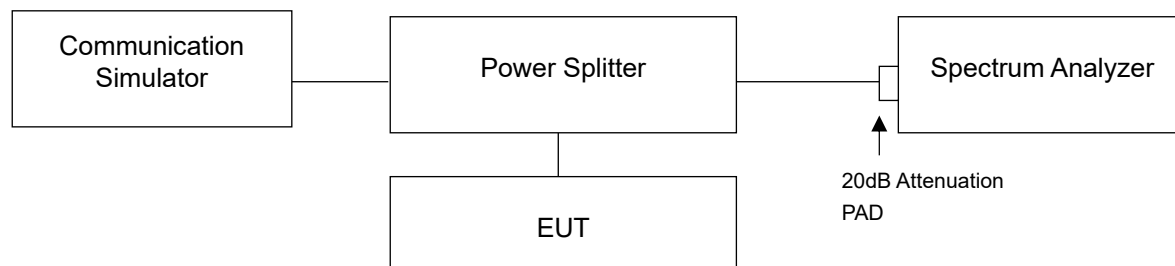 Communication
Simulator
Power Splitter
Spectrum Analyzer
20dB Attenuation
PAD
EUT